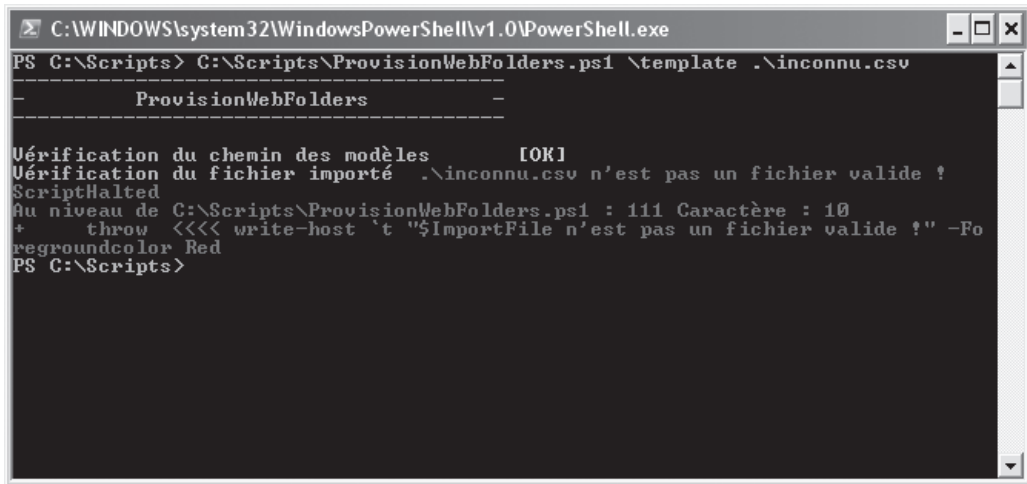 C:\WINDOWS\system32\WindowsPowerShell\v1.0\PowerShell.exe
PS C:\Scripts> C:\Scripts\ProvisionWebFolders.ps1 \template .\inconnu.csv
----------------------------------------
-         ProvisionWebFolders          -
----------------------------------------
Vérification du chemin des modèles       [OK]
Vérification du fichier importé  .\inconnu.csv n'est pas un fichier valide !
ScriptHalted
Au niveau de C:\Scripts\ProvisionWebFolders.ps1 : 111 Caractère : 10
+     throw  <<<< write-host `t "$ImportFile n'est pas un fichier valide !" -Fo
regroundcolor Red
PS C:\Scripts>